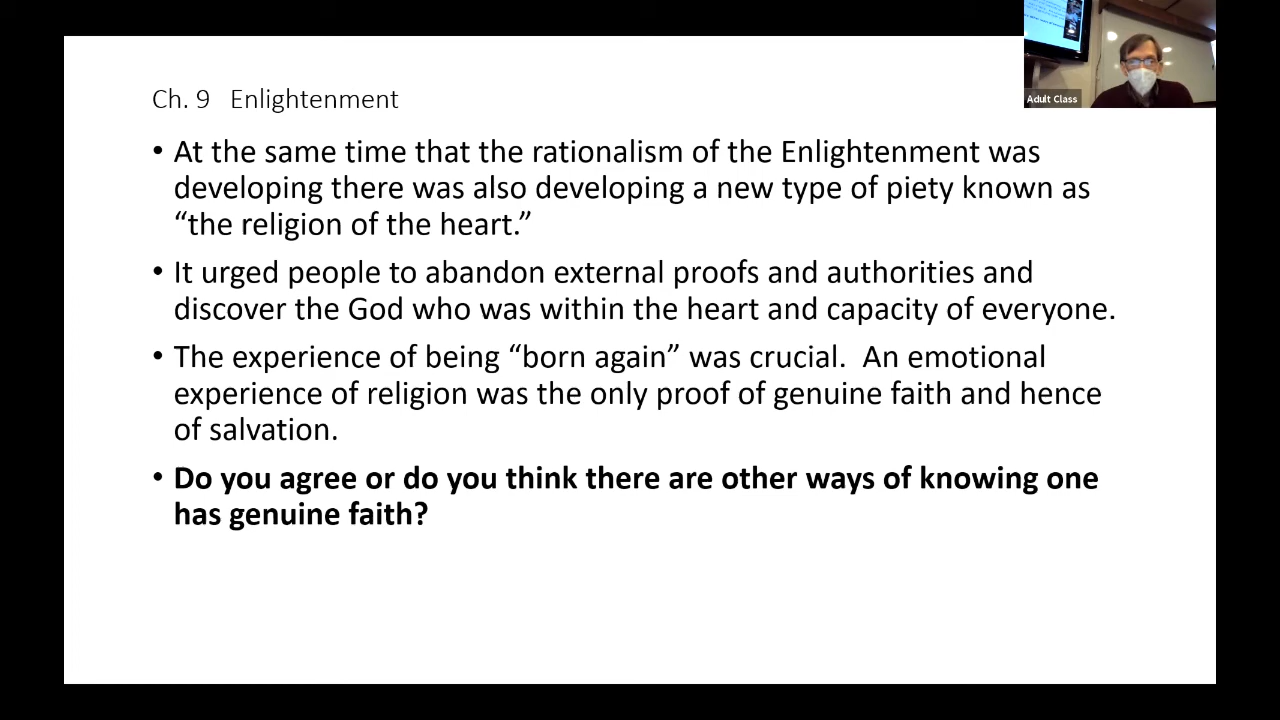 Adult Class
Ch. 9   Enlightenment
• At the same time that the rationalism of the Enlightenment was
developing there was also developing a new type of piety known as
“the religion of the heart.”
• It urged people to abandon external proofs and authorities and
discover the God who was within the heart and capacity of everyone.
• The experience of being “born again” was crucial.  An emotional
experience of religion was the only proof of genuine faith and hence
of salvation.
• Do you agree or do you think there are other ways of knowing one
has genuine faith?